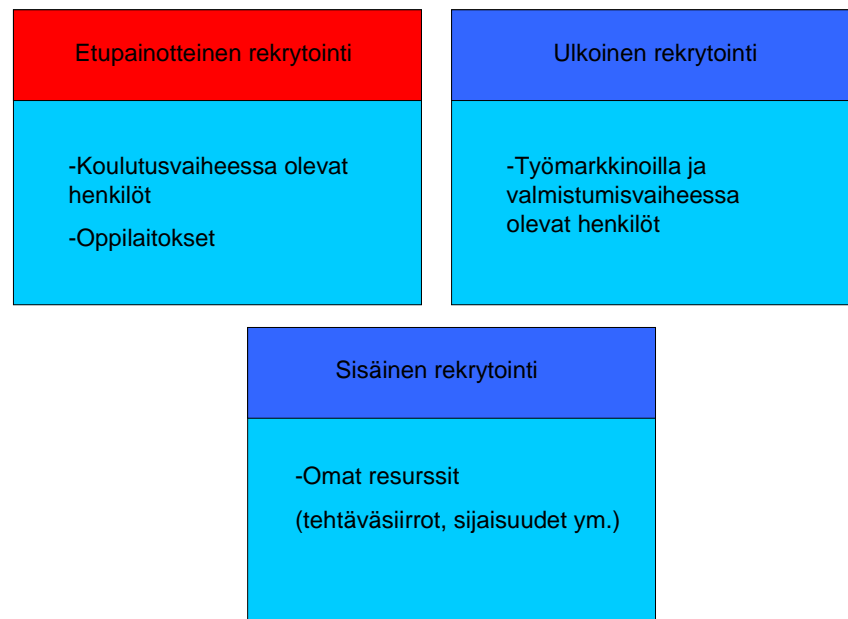 Etupainotteinen rekrytointi
-Koulutusvaiheessa olevat
henkilöt
-Oppilaitokset
Ulkoinen rekrytointi
-Työmarkkinoilla ja
valmistumisvaiheessa
olevat henkilöt
Sisäinen rekrytointi
-Omat resurssit
(tehtäväsiirrot, sijaisuudet ym.)